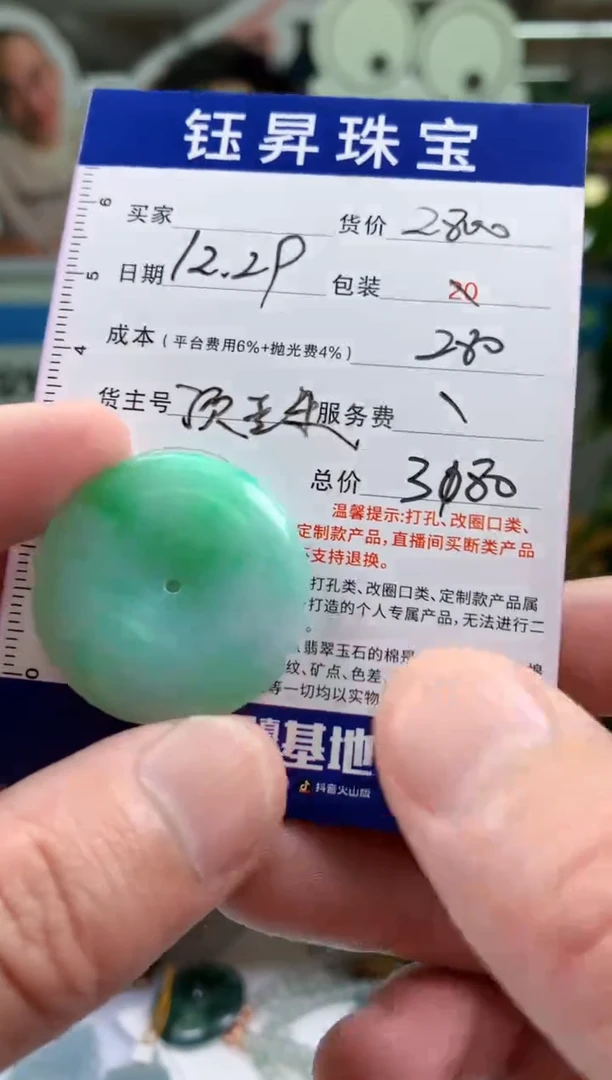 钰昇珠宝
买家 货价 2800
日期 12.29 包装 20
成本（平台费用6%+抛光费4%） 280
货主号 服务费
总价 3080
温馨提示:打孔、改圈口类、
定制款产品,直播间买断类产品
支持退换。
打孔类、改圈口类、定制款产品属
打造的个人专属产品,无法进行二
。
翡翠玉石的棉
纹、矿点、色差、
等一切均以实物
基地
抖音火山版
6
5
4
0